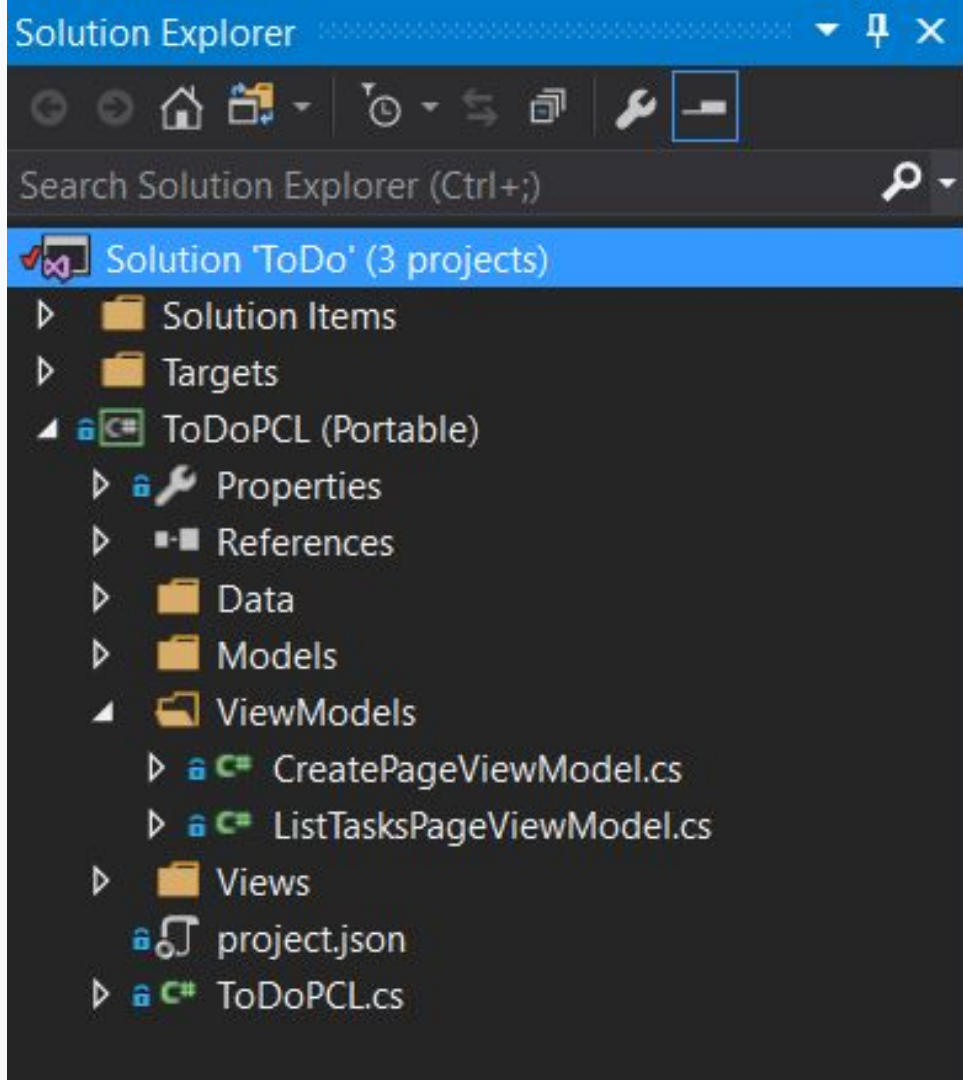 Solution Explorer
Search Solution Explorer (Ctrl+;)
Solution 'ToDo' (3 projects)
Solution Items
Targets
C# ToDoPCL (Portable)
Properties
References
Data
Models
ViewModels
C# CreatePageViewModel.cs
C# ListTasksPageViewModel.cs
Views
project.json
C# ToDoPCL.cs